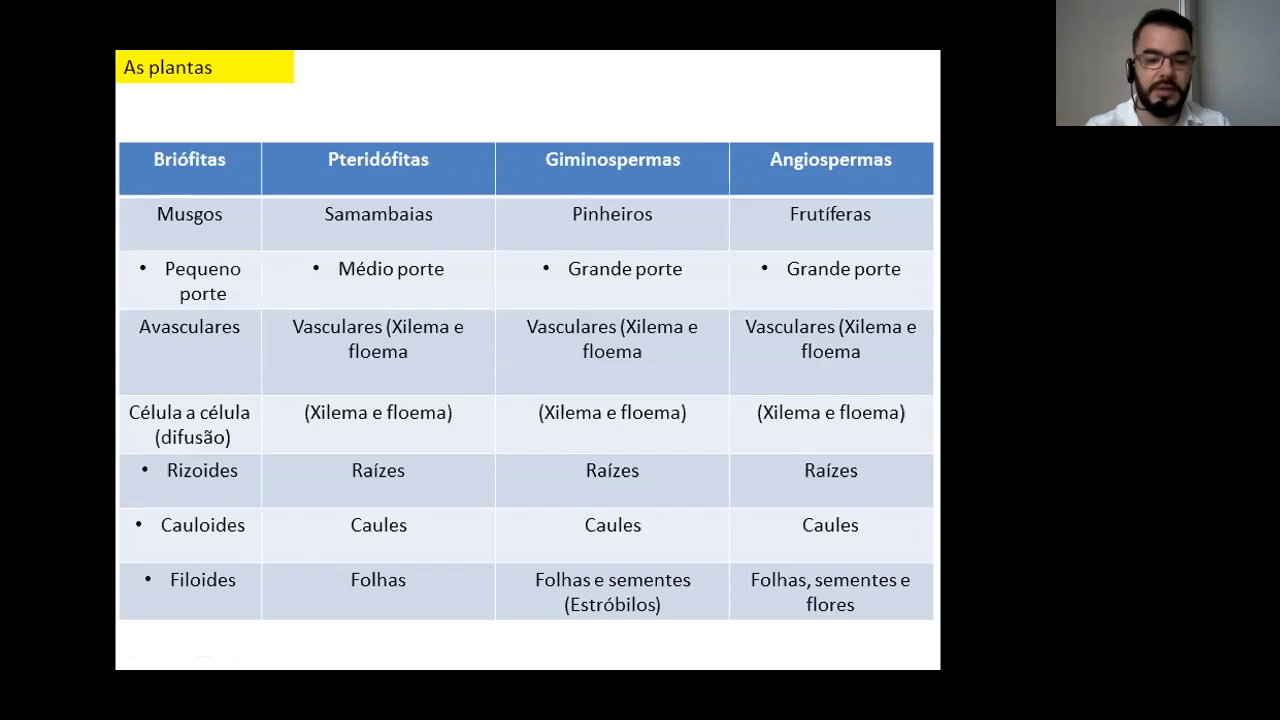 As plantas
Briófitas Pteridófitas Giminospermas Angiospermas
Musgos Samambaias Pinheiros Frutíferas
• Pequeno porte • Médio porte • Grande porte • Grande porte
Avasculares Vasculares (Xilema e floema Vasculares (Xilema e floema Vasculares (Xilema e floema
Célula a célula (difusão) (Xilema e floema) (Xilema e floema) (Xilema e floema)
• Rizoides Raízes Raízes Raízes
• Cauloides Caules Caules Caules
• Filoides Folhas Folhas e sementes (Estróbilos) Folhas, sementes e flores